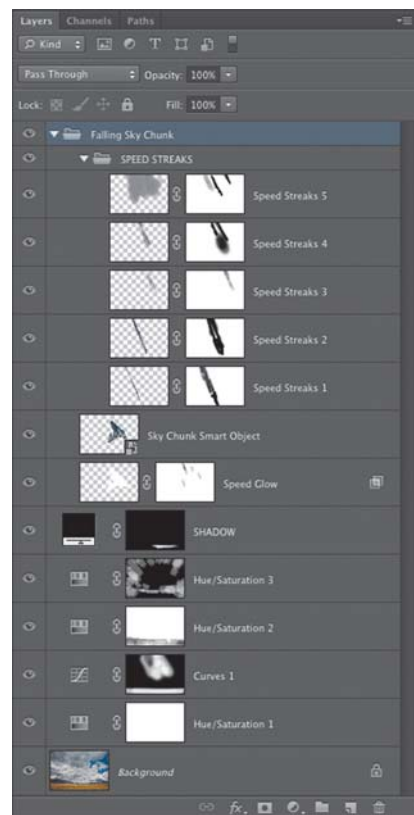 Layers Channels Paths
Kind T
Pass Through Opacity: 100%
Lock: Fill: 100%
Falling Sky Chunk
SPEED STREAKS
Speed Streaks 5
Speed Streaks 4
Speed Streaks 3
Speed Streaks 2
Speed Streaks 1
Sky Chunk Smart Object
Speed Glow
SHADOW
Hue/Saturation 3
Hue/Saturation 2
Curves 1
Hue/Saturation 1
Background
fx.